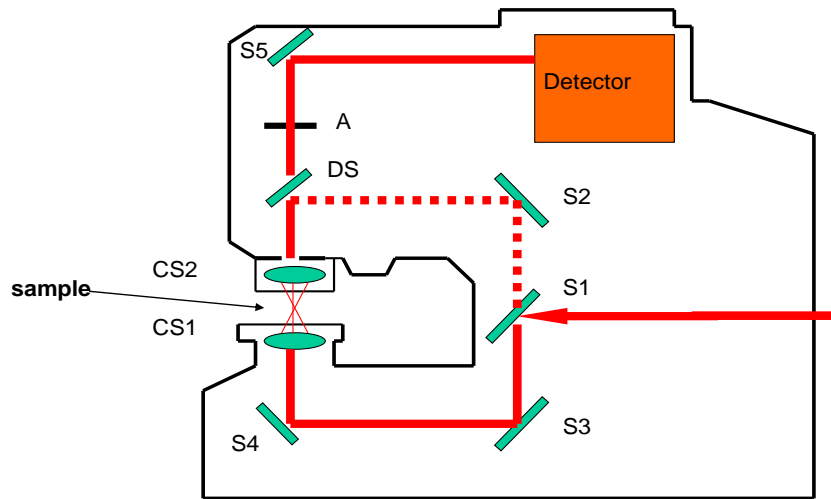 S5
Detector
A
DS
S2
CS2
S1
sample
CS1
S3
S4